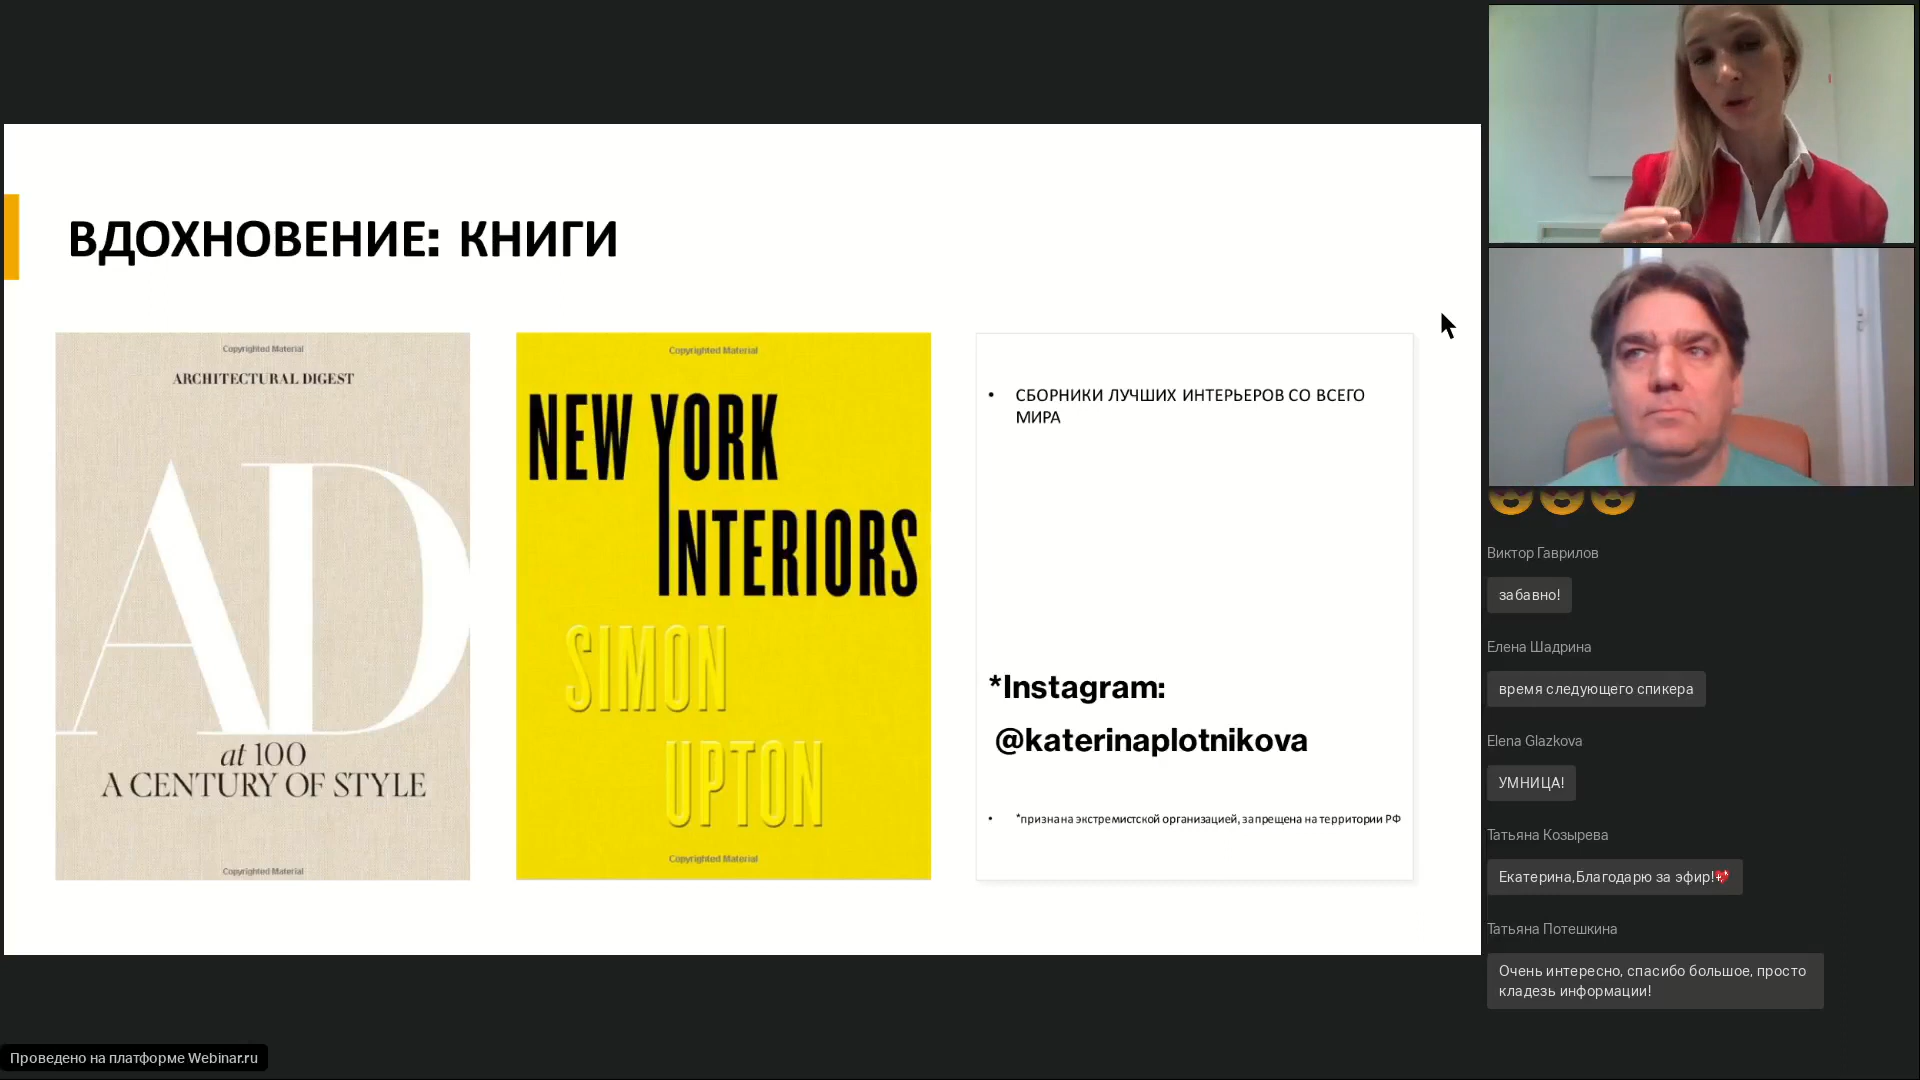 ВДОХНОВЕНИЕ: КНИГИ
Copyrighted Material
ARCHITECTURAL DIGEST
AD
at 100
A CENTURY OF STYLE
Copyrighted Material
Copyrighted Material
NEW YORK
INTERIORS
SIMON
UPTON
Copyrighted Material
• СБОРНИКИ ЛУЧШИХ ИНТЕРЬЕРОВ СО ВСЕГО
МИРА
*Instagram:
@katerinaplotnikova
• *признана экстремистской организацией, запрещена на территории РФ
Виктор Гаврилов
забавно!
Елена Шадрина
время следующего спикера
Elena Glazkova
УМНИЦА!
Татьяна Козырева
Екатерина,Благодарю за эфир!
Татьяна Потешкина
Очень интересно, спасибо большое, просто
кладезь информации!
Проведено на платформе Webinar.ru